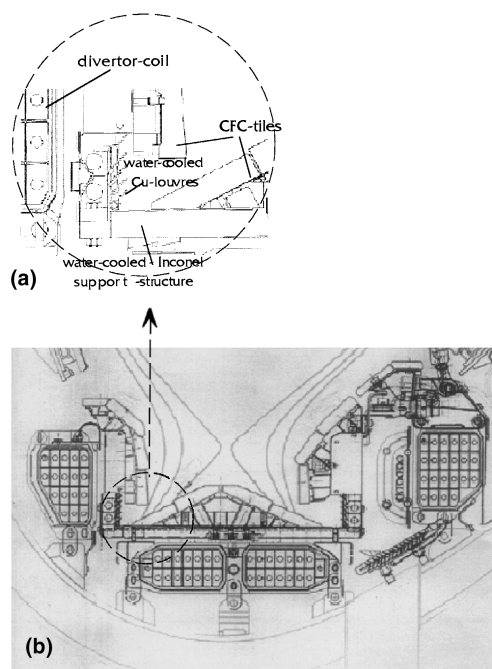 divertor-coil
CFC-tiles
water-cooled
Cu-louvres
water-cooled - Inconel
support -structure
(a)
(b)